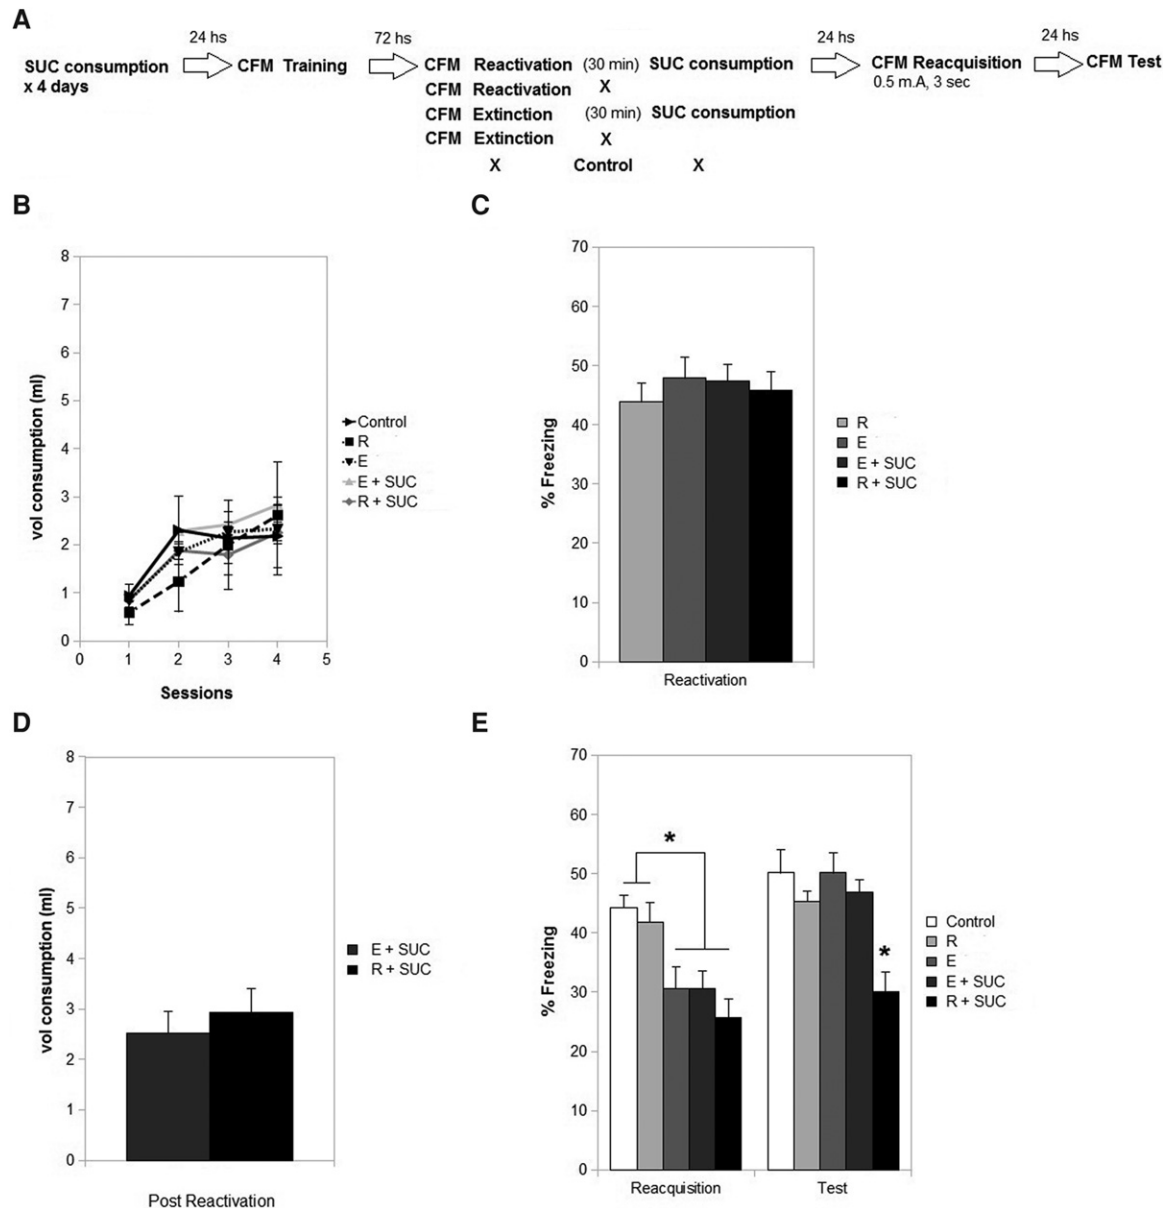 A
24 hs
72 hs
24 hs
24 hs
SUC consumption
x 4 days
CFM Training
CFM Reactivation (30 min) SUC consumption
CFM Reactivation X
CFM Extinction (30 min) SUC consumption
CFM Extinction X
X Control X
CFM Reacquisition
0.5 m.A, 3 sec
CFM Test
B
vol consumption (ml)
8
7
6
5
4
3
2
1
0
0 1 2 3 4 5
Sessions
Control
R
E
E + SUC
R + SUC
C
% Freezing
70
60
50
40
30
20
10
0
Reactivation
R
E
E + SUC
R + SUC
D
vol consumption (ml)
8
7
6
5
4
3
2
1
0
Post Reactivation
E + SUC
R + SUC
E
% Freezing
70
60
50
40
30
20
10
0
*
*
Reacquisition Test
Control
R
E
E + SUC
R + SUC